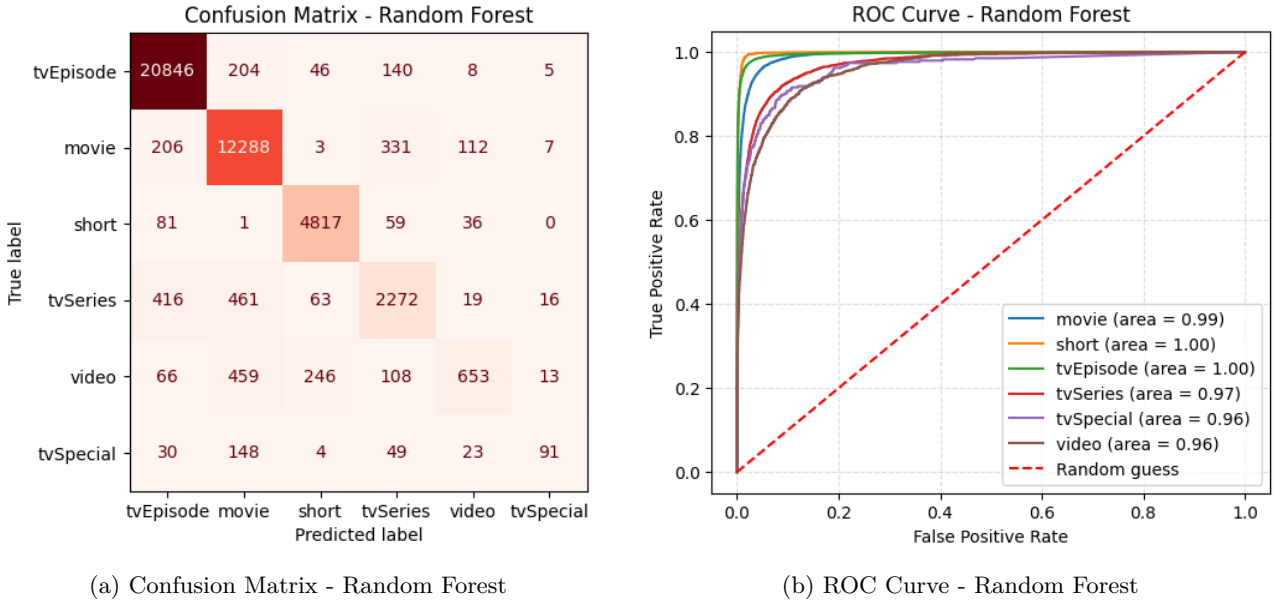 Confusion Matrix - Random Forest
True label
tvEpisode 20846 204 46 140 8 5
movie 206 12288 3 331 112 7
short 81 1 4817 59 36 0
tvSeries 416 461 63 2272 19 16
video 66 459 246 108 653 13
tvSpecial 30 148 4 49 23 91
tvEpisode movie short tvSeries video tvSpecial
Predicted label
(a) Confusion Matrix - Random Forest
ROC Curve - Random Forest
True Positive Rate
1.0
0.8
0.6
0.4
0.2
0.0
movie (area = 0.99)
short (area = 1.00)
tvEpisode (area = 1.00)
tvSeries (area = 0.97)
tvSpecial (area = 0.96)
video (area = 0.96)
Random guess
0.0 0.2 0.4 0.6 0.8 1.0
False Positive Rate
(b) ROC Curve - Random Forest